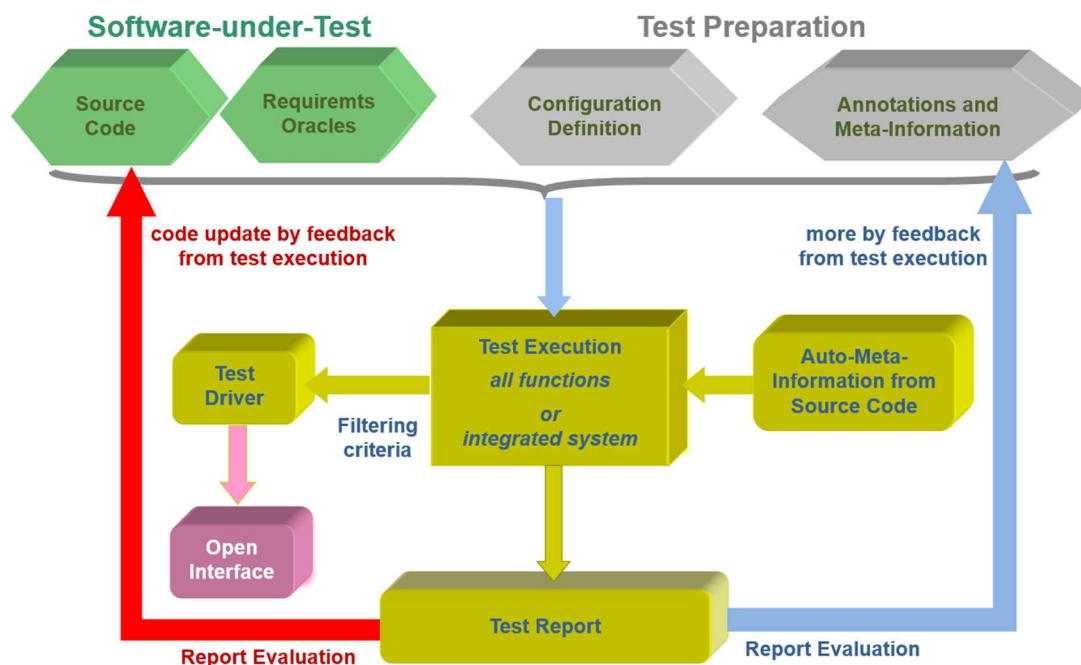 Software-under-Test
Test Preparation
Source
Code
Requiremts
Oracles
Configuration
Definition
Annotations and
Meta-Information
code update by feedback
from test execution
more by feedback
from test execution
Test Execution
all functions
or
integrated system
Test
Driver
Filtering
criteria
Auto-Meta-
Information from
Source Code
Open
Interface
Test Report
Report Evaluation
Report Evaluation